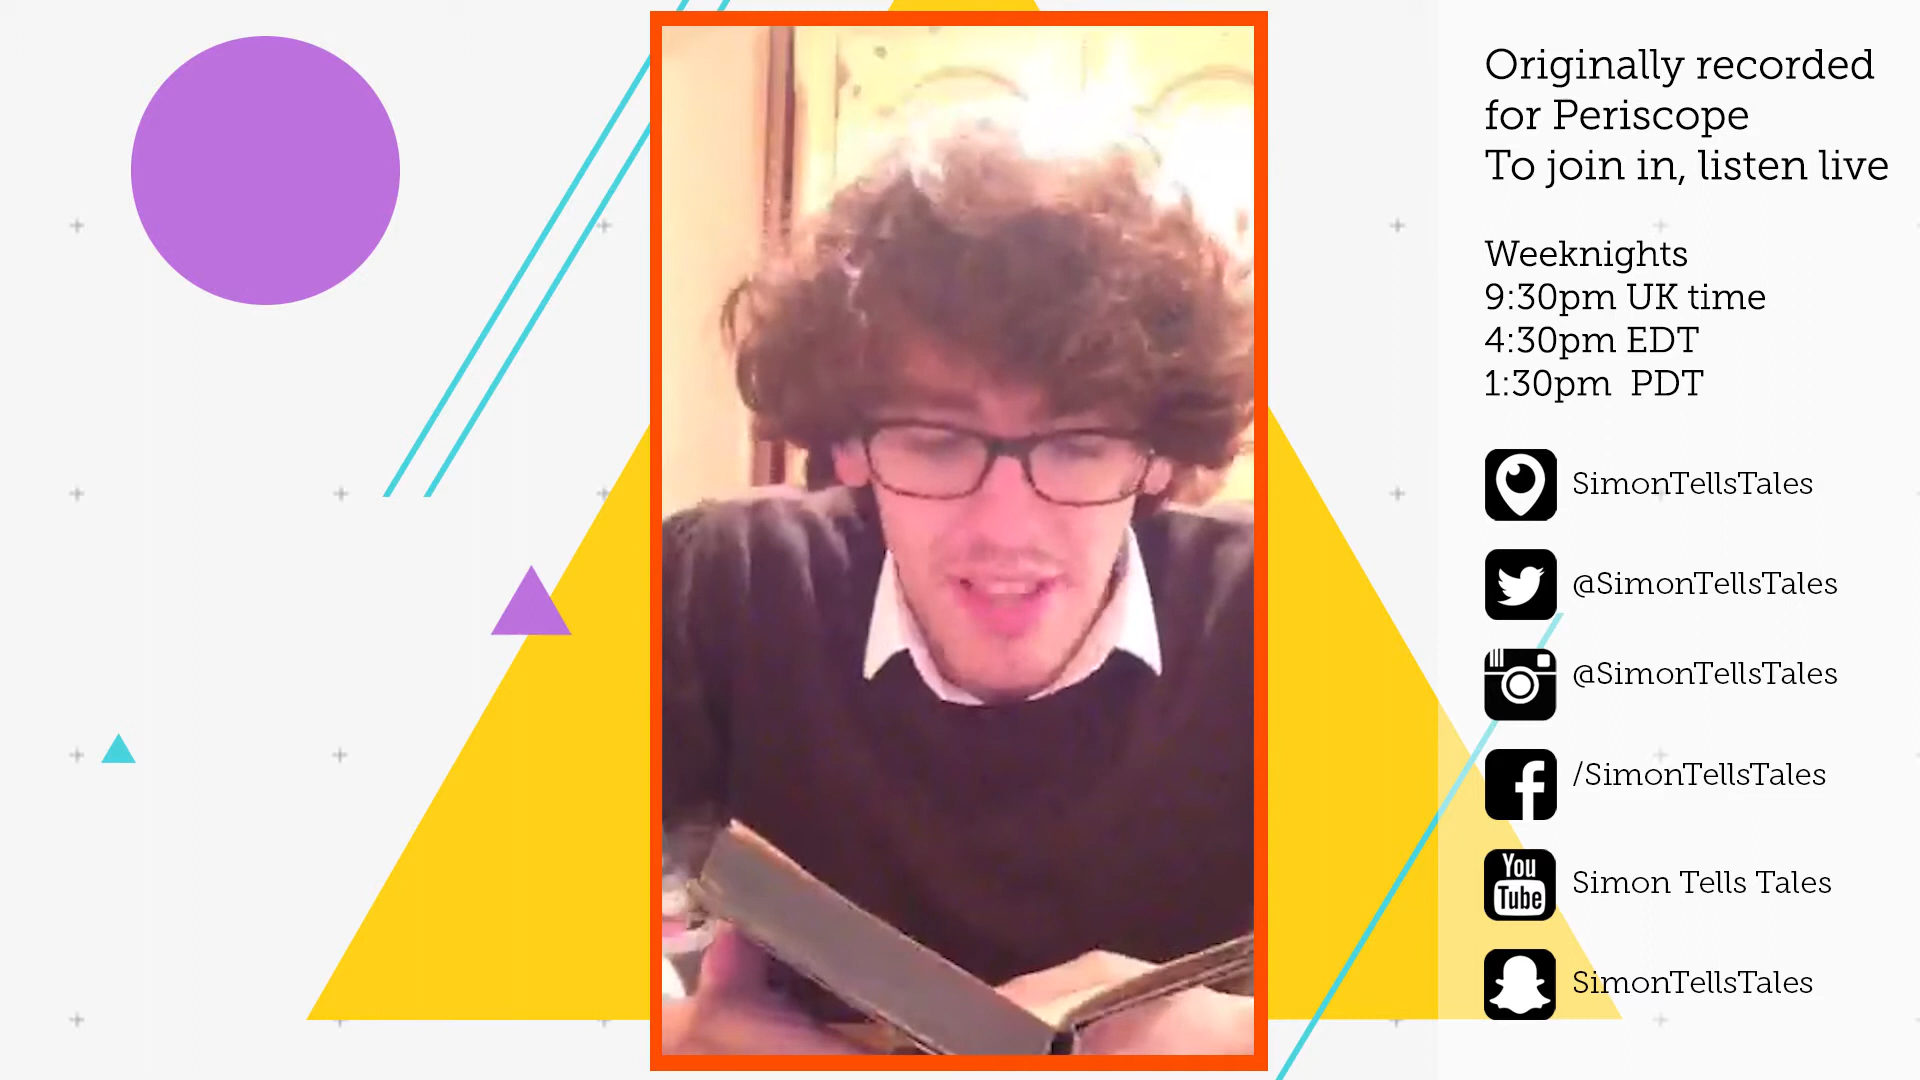 Originally recorded
for Periscope
To join in, listen live
Weeknights
9:30pm UK time
4:30pm EDT
1:30pm PDT
SimonTellsTales
@SimonTellsTales
@SimonTellsTales
/SimonTellsTales
You
Tube
Simon Tells Tales
SimonTellsTales